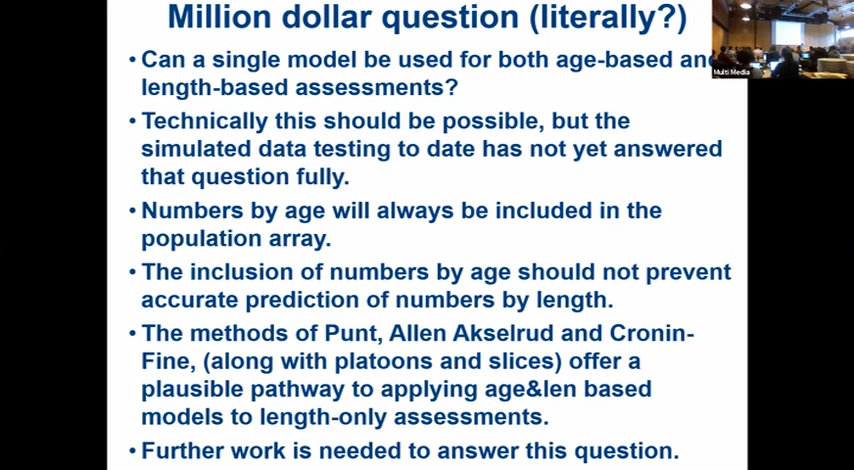 Million dollar question (literally?)
• Can a single model be used for both age-based and
length-based assessments?
• Technically this should be possible, but the
simulated data testing to date has not yet answered
that question fully.
• Numbers by age will always be included in the
population array.
• The inclusion of numbers by age should not prevent
accurate prediction of numbers by length.
• The methods of Punt, Allen Akselrud and Cronin-
Fine, (along with platoons and slices) offer a
plausible pathway to applying age&len based
models to length-only assessments.
• Further work is needed to answer this question.
Multi Media